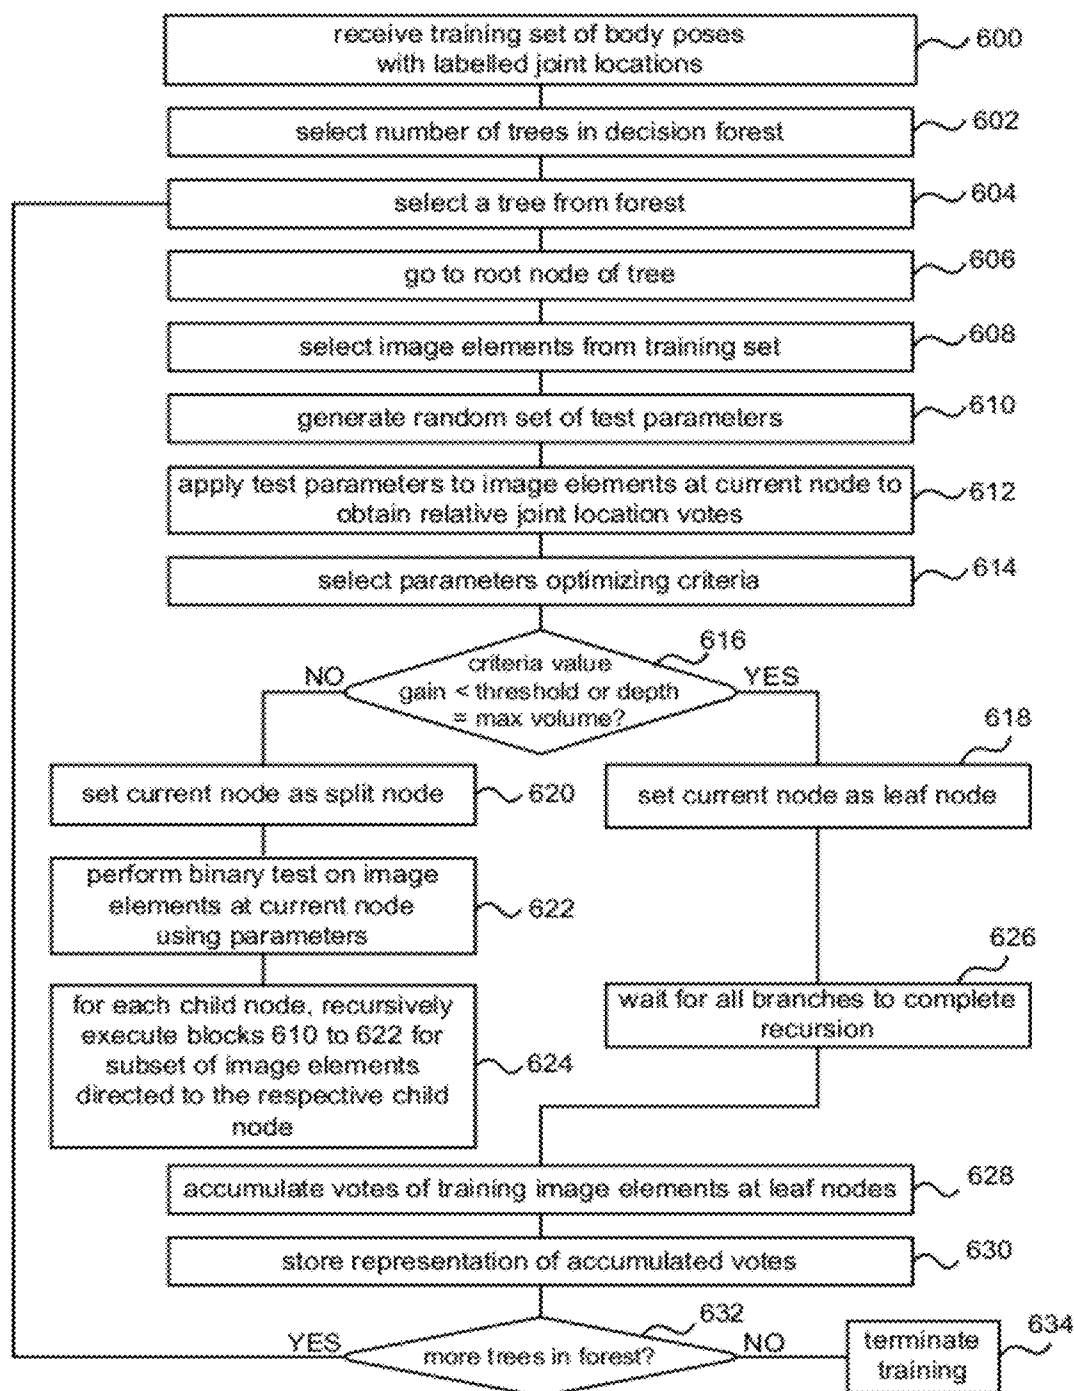 receive training set of body poses
with labelled joint locations
600
select number of trees in decision forest
602
select a tree from forest
604
go to root node of tree
606
select image elements from training set
608
generate random set of test parameters
610
apply test parameters to image elements at current node to
obtain relative joint location votes
612
select parameters optimizing criteria
614
616
criteria value
gain < threshold or depth
= max volume?
NO
YES
618
set current node as split node
620
set current node as leaf node
perform binary test on image
elements at current node
using parameters
622
626
wait for all branches to complete
recursion
for each child node, recursively
execute blocks 610 to 622 for
subset of image elements
directed to the respective child
node
624
accumulate votes of training image elements at leaf nodes
628
store representation of accumulated votes
630
632
more trees in forest?
YES
NO
terminate
training
634